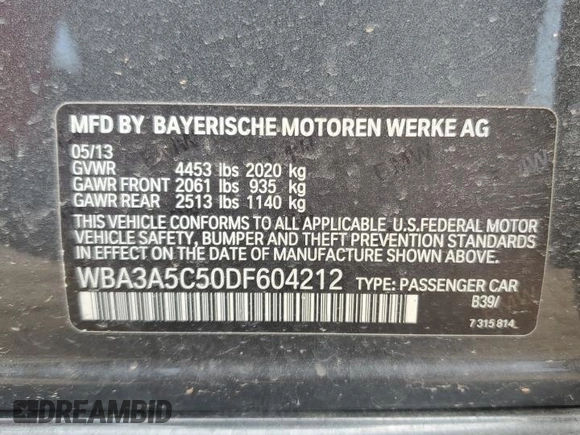 MFD BY BAYERISCHE MOTOREN WERKE AG
05/13
GVWR 4453 lbs 2020 kg
GAWR FRONT 2061 lbs 935 kg
GAWR REAR 2513 lbs 1140 kg
THIS VEHICLE CONFORMS TO ALL APPLICABLE U.S.FEDERAL MOTOR
VEHICLE SAFETY, BUMPER AND THEFT PREVENTION STANDARDS
IN EFFECT ON THE DATE OF MANUFACTURE SHOWN ABOVE.
WBA3A5C50DF604212 TYPE: PASSENGER CAR
B39/
7 315 814
DREAMBID